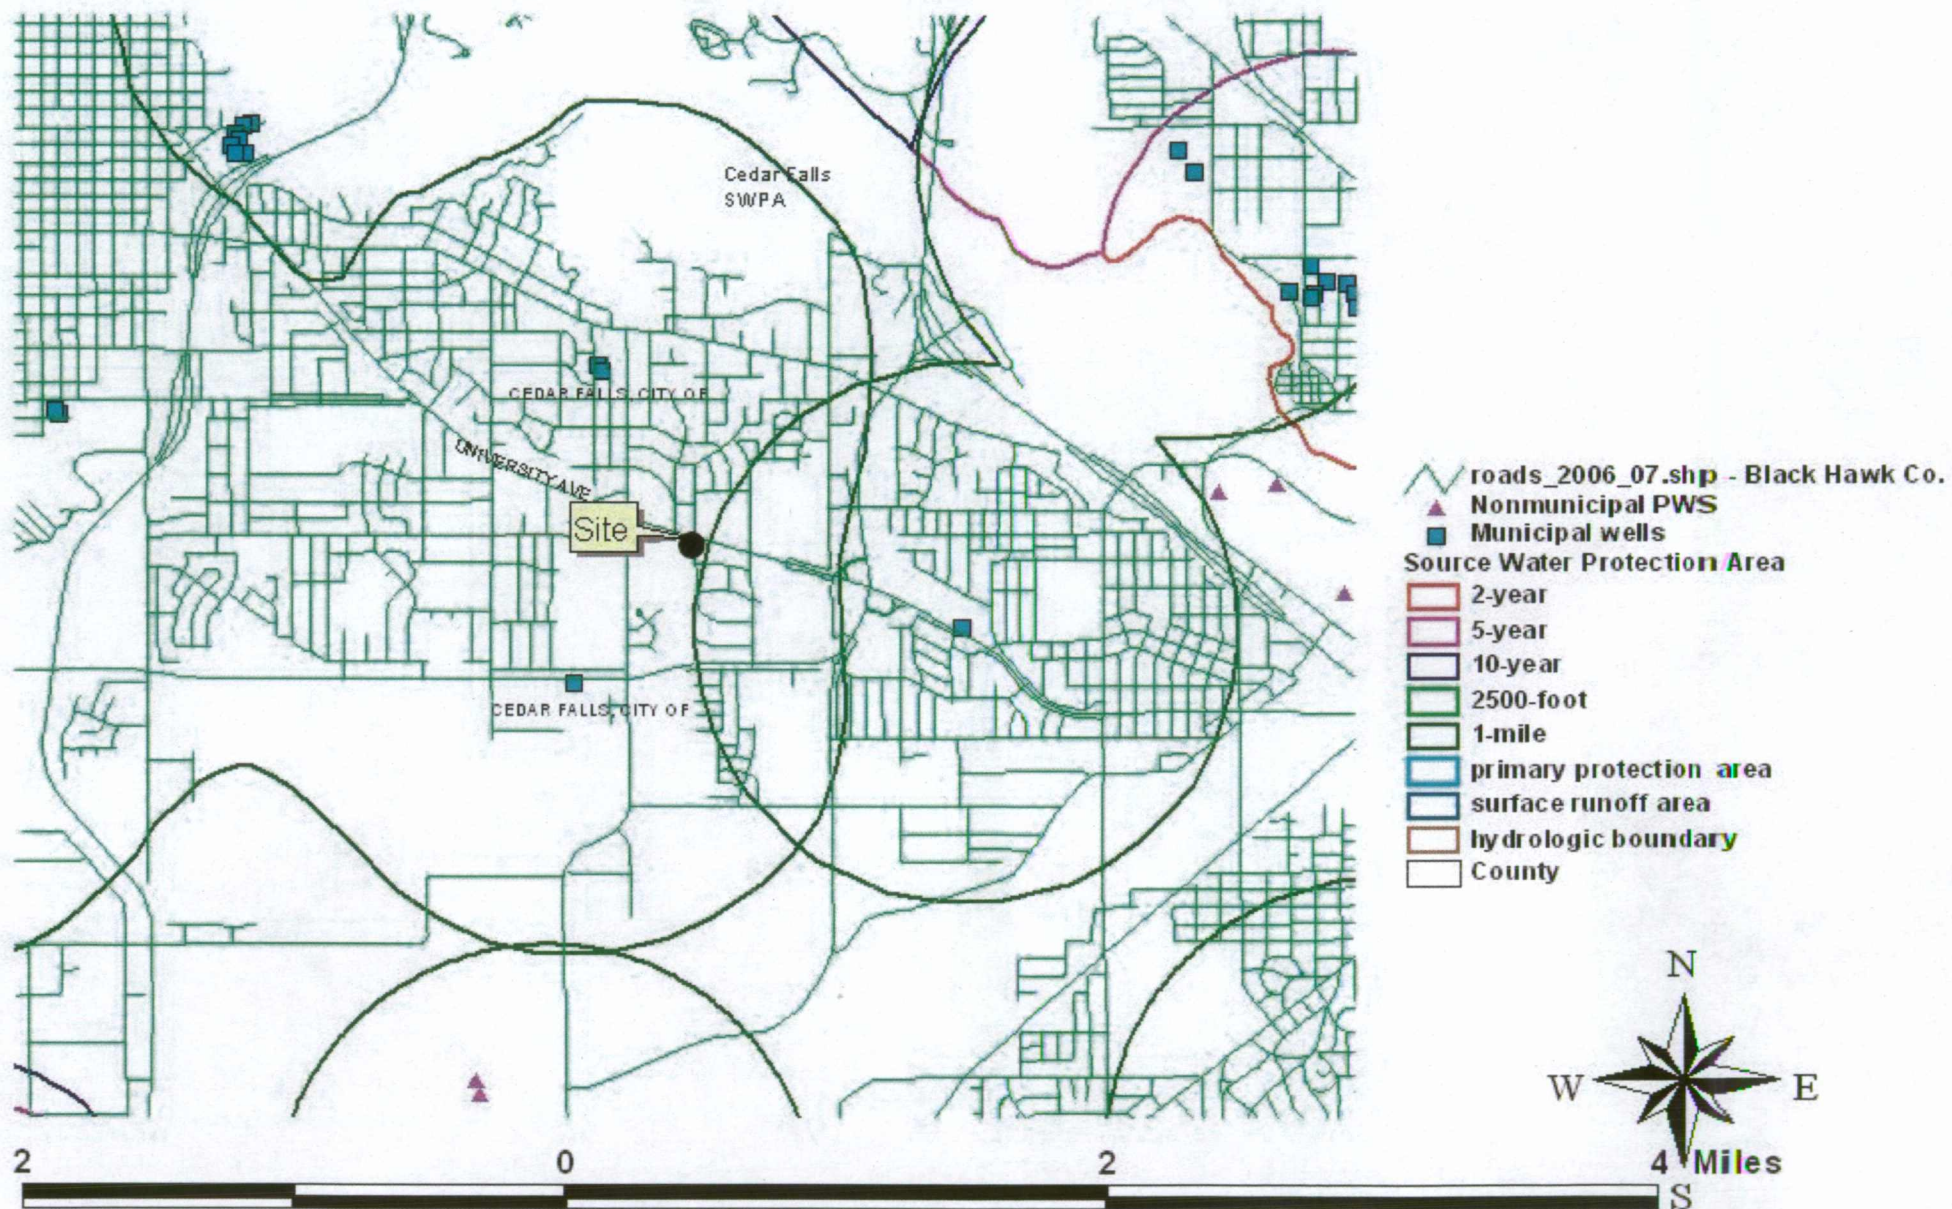 Cedar Falls
SWPA
CEDAR FALLS, CITY OF
UNIVERSITY AVE
Site
CEDAR FALLS, CITY OF
roads_2006_07.shp - Black Hawk Co.
Nonmunicipal PWS
Municipal wells
Source Water Protection Area
2-year
5-year
10-year
2500-foot
1-mile
primary protection area
surface runoff area
hydrologic boundary
County
N
W
E
S
2
0
2
4 Miles